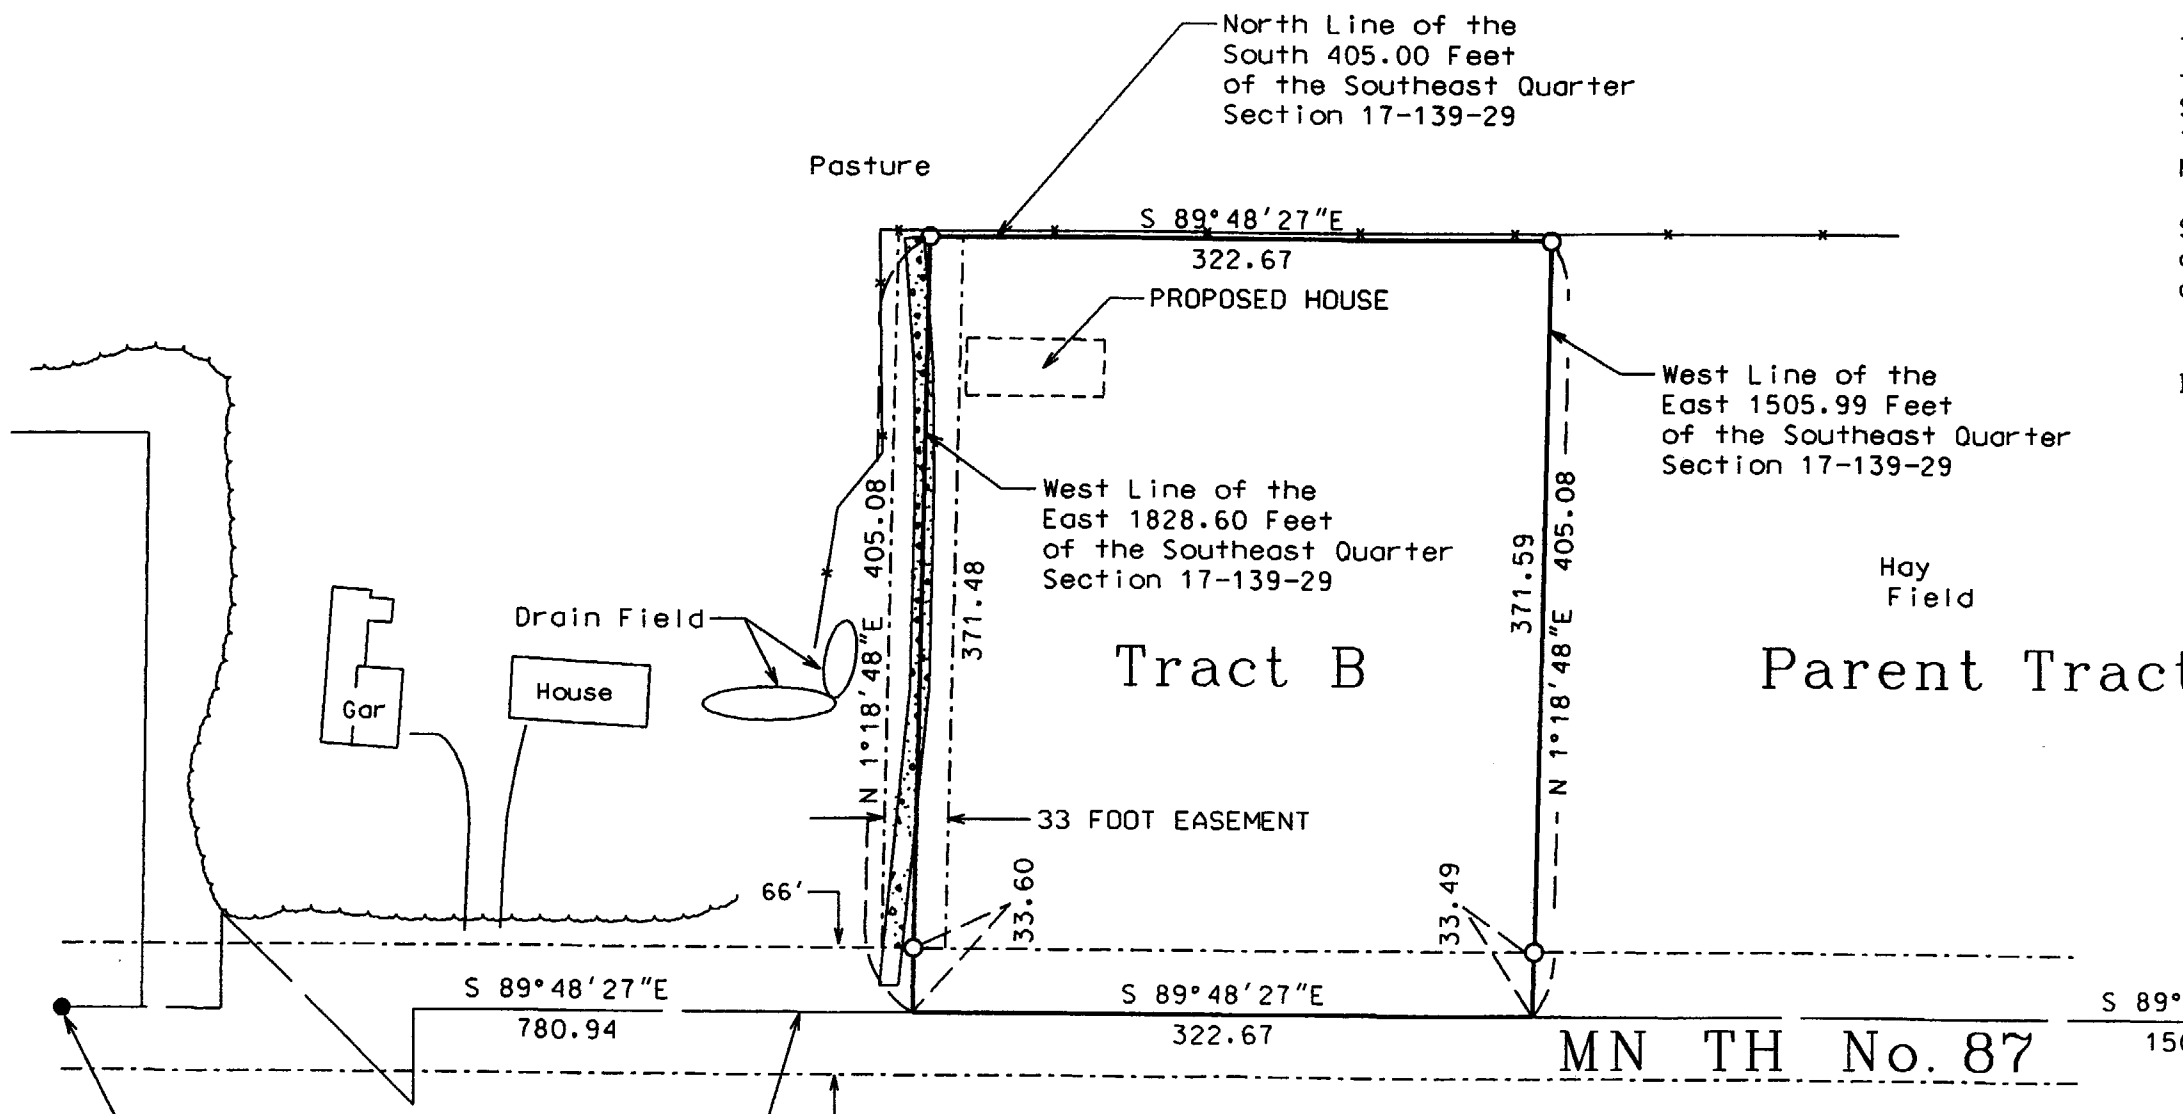 North Line of the
South 405.00 Feet
of the Southeast Quarter
Section 17-139-29
Pasture
S 89°48'27"E
322.67
PROPOSED HOUSE
West Line of the
East 1505.99 Feet
of the Southeast Quarter
Section 17-139-29
West Line of the
East 1828.60 Feet
of the Southeast Quarter
Section 17-139-29
N 1°18'48"E 405.08
371.48
371.59
N 1°18'48"E 405.08
Hay
Field
Drain Field
House
Gar
Tract B
Parent Tract
33 FOOT EASEMENT
66'
33.60
33.49
S 89°48'27"E
780.94
S 89°48'27"E
322.67
S 89°
MN TH No. 87